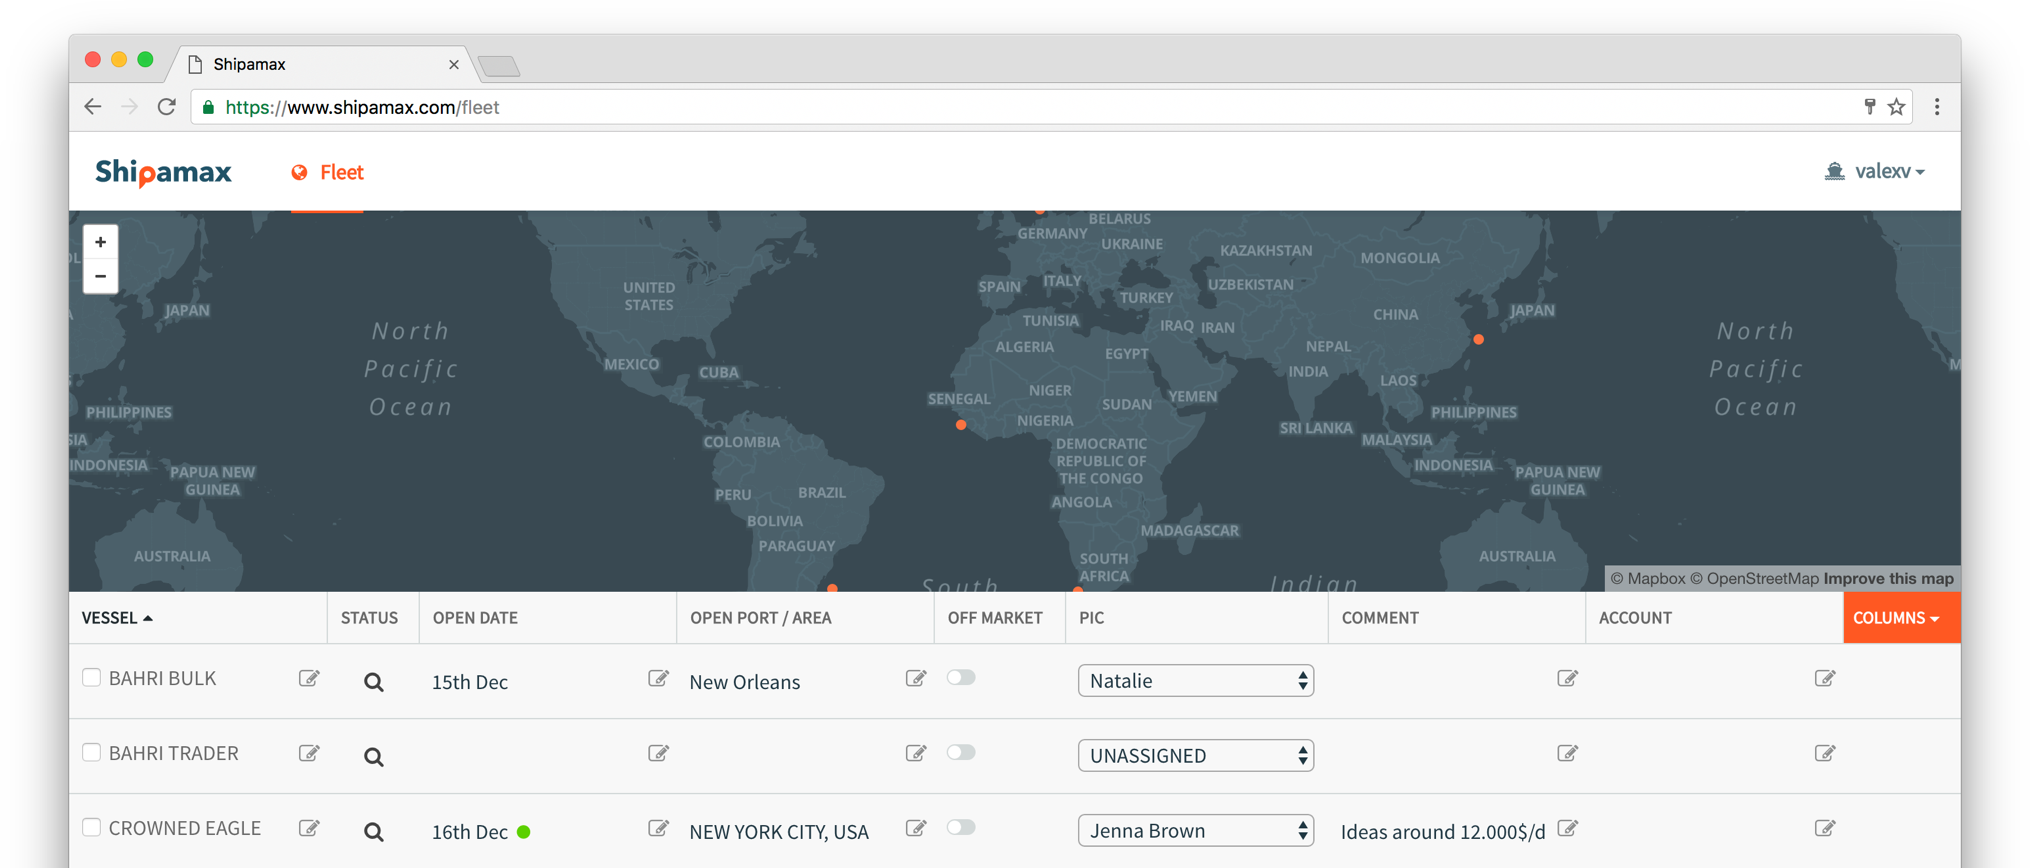 Shipamax
https://www.shipamax.com/fleet
Shipamax
Fleet
valexv
+
−
BELARUS
GERMANY
UKRAINE
KAZAKHSTAN
MONGOLIA
UNITED
STATES
SPAIN
ITALY
UZBEKISTAN
TURKEY
JAPAN
TUNISIA
IRAQ
IRAN
CHINA
JAPAN
North
Pacific
Ocean
ALGERIA
EGYPT
NEPAL
North
Pacific
Ocean
MEXICO
CUBA
INDIA
LAOS
SENEGAL
NIGER
SUDAN
YEMEN
PHILIPPINES
NIGERIA
SRI LANKA
PHILIPPINES
COLOMBIA
DEMOCRATIC
REPUBLIC OF
THE CONGO
MALAYSIA
INDONESIA
PAPUA NEW
GUINEA
INDONESIA
PAPUA NEW
GUINEA
PERU
BRAZIL
ANGOLA
BOLIVIA
MADAGASCAR
PARAGUAY
AUSTRALIA
SOUTH
AFRICA
AUSTRALIA
South
Indian
© Mapbox © OpenStreetMap Improve this map
VESSEL STATUS OPEN DATE OPEN PORT / AREA OFF MARKET PIC COMMENT ACCOUNT COLUMNS
BAHRI BULK 15th Dec New Orleans Natalie
BAHRI TRADER UNASSIGNED
CROWNED EAGLE 16th Dec NEW YORK CITY, USA Jenna Brown Ideas around 12.000$/d